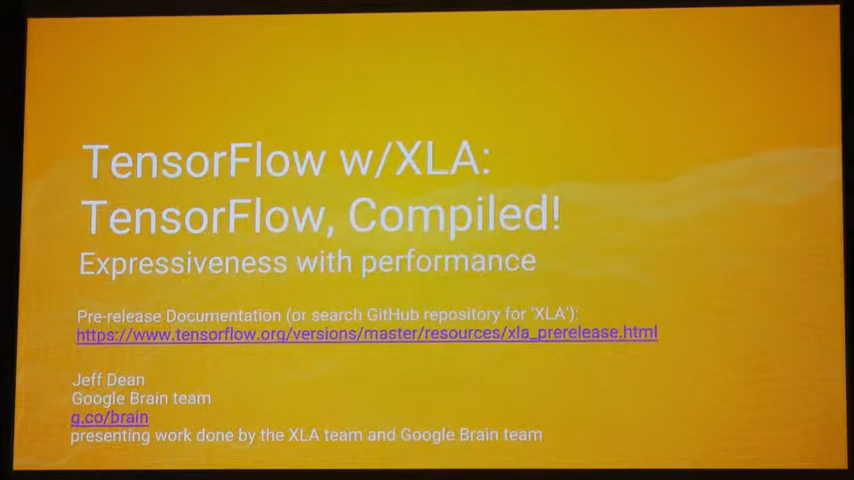 TensorFlow w/XLA:
TensorFlow, Compiled!
Expressiveness with performance
Pre-release Documentation (or search GitHub repository for 'XLA'):
https://www.tensorflow.org/versions/master/resources/xla_prerelease.html
Jeff Dean
Google Brain team
g.co/brain
presenting work done by the XLA team and Google Brain team